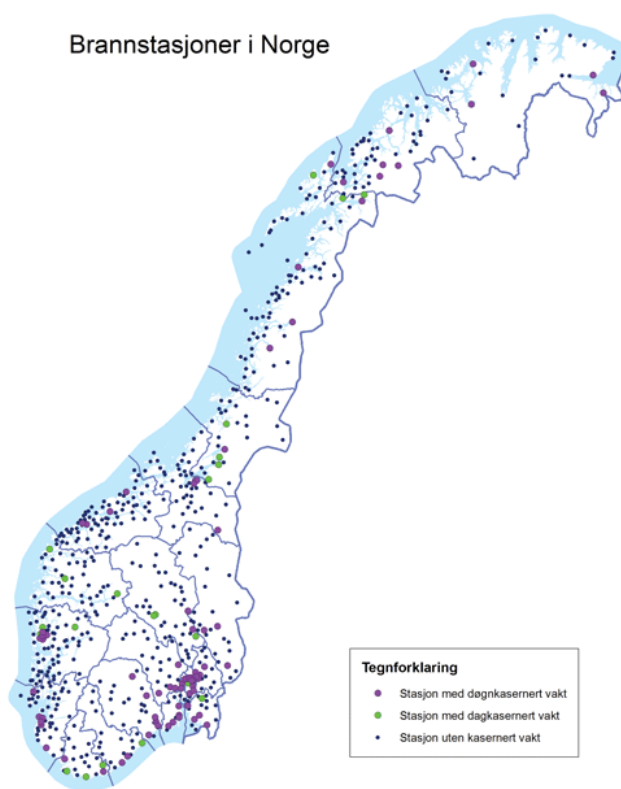 Brannstasjoner i Norge
Tegnforklaring
Stasjon med døgnkasernert vakt
Stasjon med dagkasernert vakt
Stasjon uten kasernert vakt